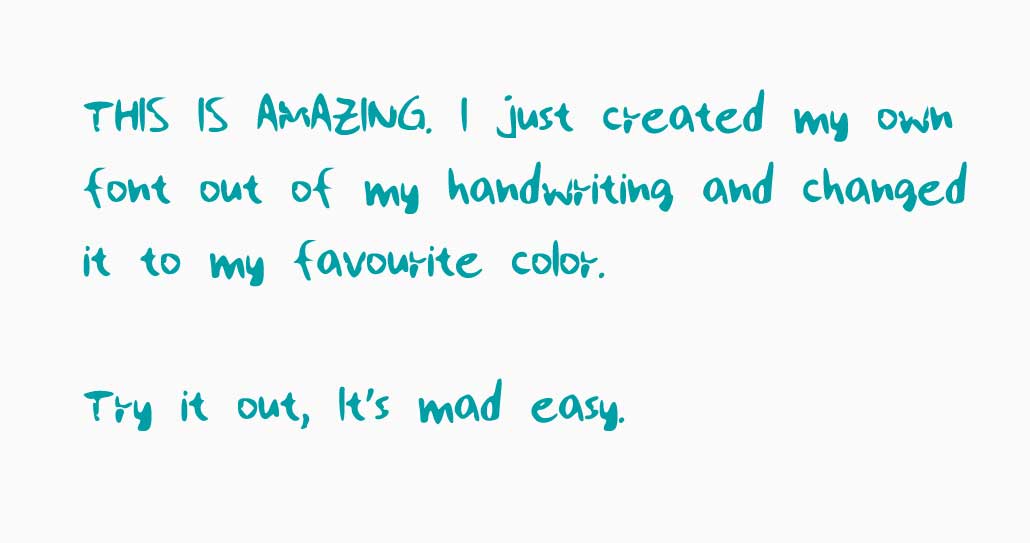 THIS IS AMAZING. I just created my own
font out of my handwriting and changed
it to my favourite color.
Try it out, It's mad easy.